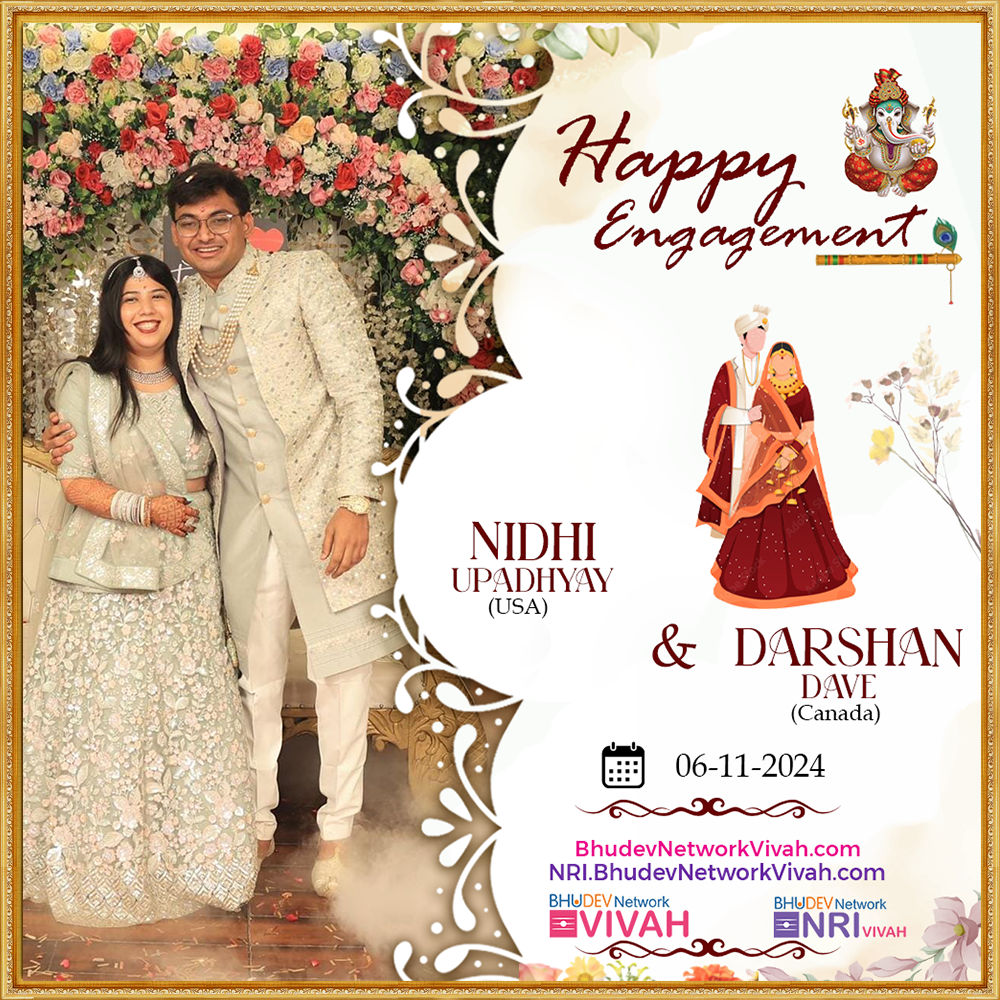 Happy
Engagement
NIDHI
UPADHYAY
(USA)
& DARSHAN
DAVE
(Canada)
06-11-2024
BhudevNetworkVivah.com
NRI.BhudevNetworkVivah.com
BHUDEV Network
VIVAH
BHUDEV Network
NRI VIVAH